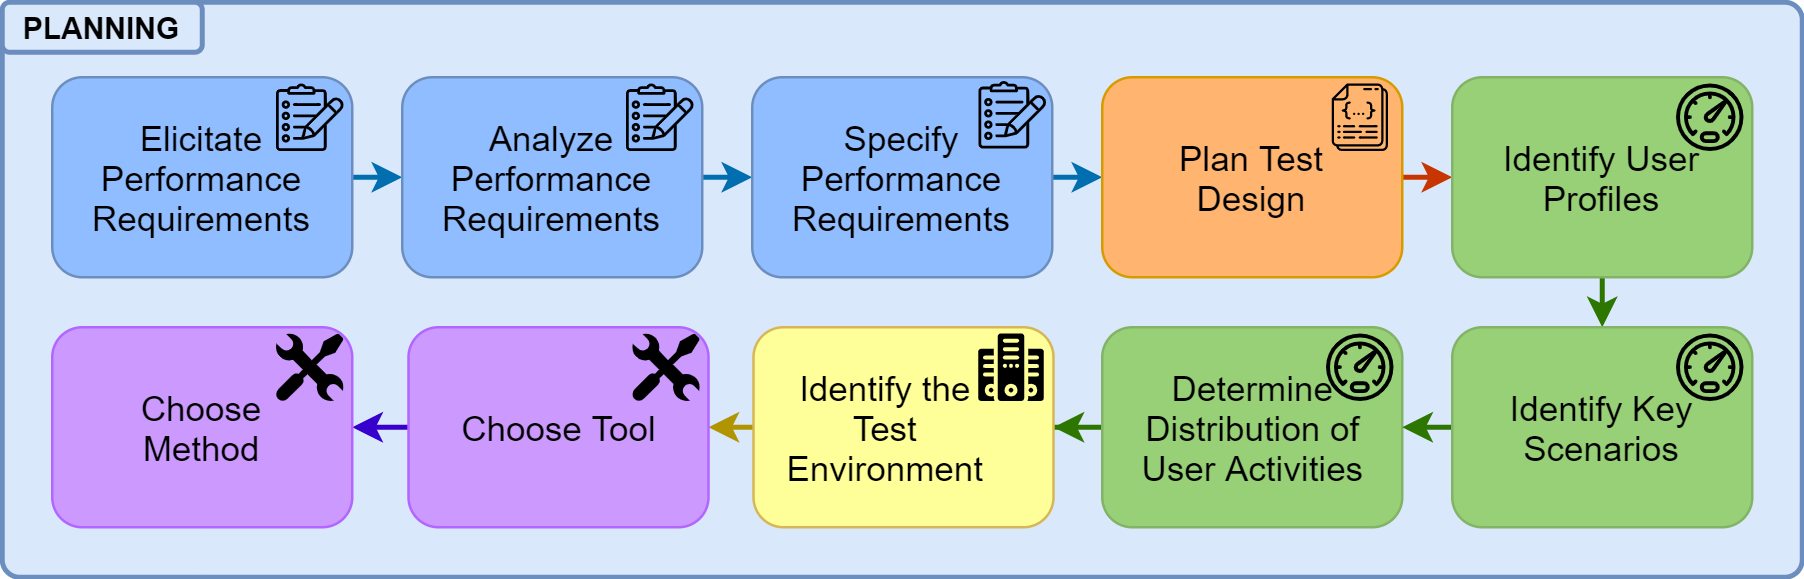 PLANNING
Elicitate
Performance
Requirements
Analyze
Performance
Requirements
Specify
Performance
Requirements
Plan Test
Design
{...}
Identify User
Profiles
Identify Key
Scenarios
Determine
Distribution of
User Activities
Identify the
Test
Environment
Choose Tool
Choose
Method